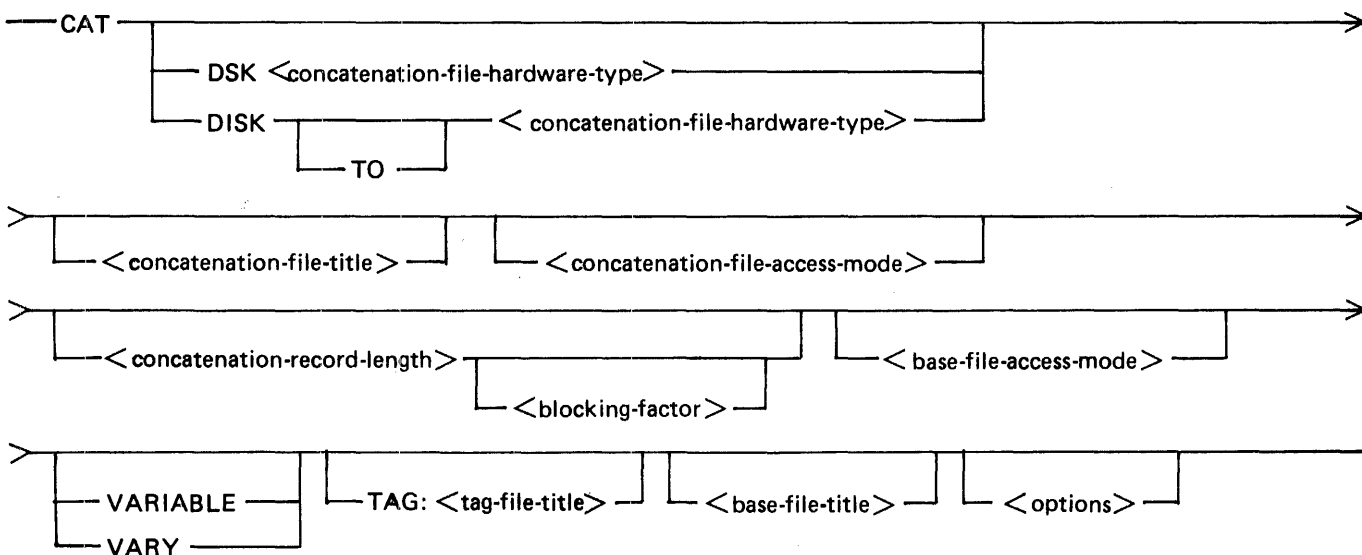 CAT
DSK <concatenation-file-hardware-type>
DISK <concatenation-file-hardware-type>
TO
<concatenation-file-title> <concatenation-file-access-mode>
<concatenation-record-length> <base-file-access-mode>
<blocking-factor>
VARIABLE TAG: <tag-file-title> <base-file-title> <options>
VARY